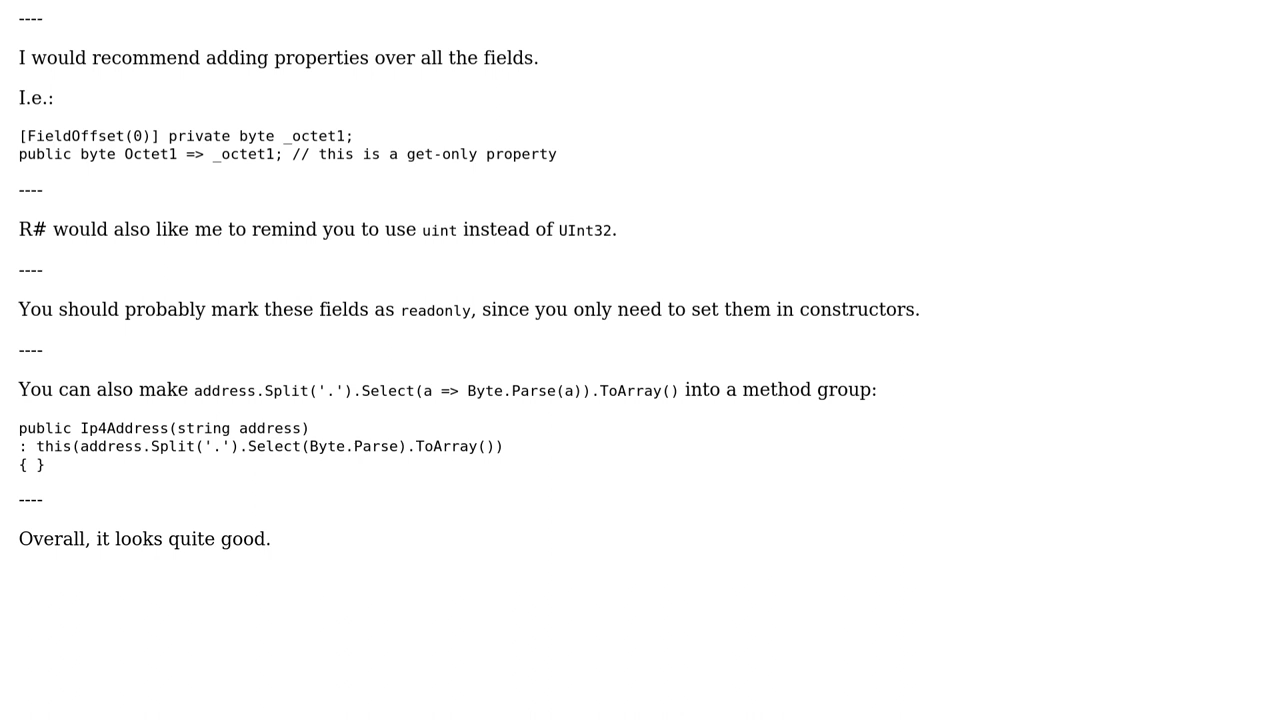 ----
I would recommend adding properties over all the fields.
I.e.:
[FieldOffset(0)] private byte _octet1;
public byte Octet1 => _octet1; // this is a get-only property
----
R# would also like me to remind you to use uint instead of UInt32.
----
You should probably mark these fields as readonly, since you only need to set them in constructors.
----
You can also make address.Split('.').Select(a => Byte.Parse(a)).ToArray() into a method group:
public Ip4Address(string address)
: this(address.Split('.').Select(Byte.Parse).ToArray())
{ }
----
Overall, it looks quite good.